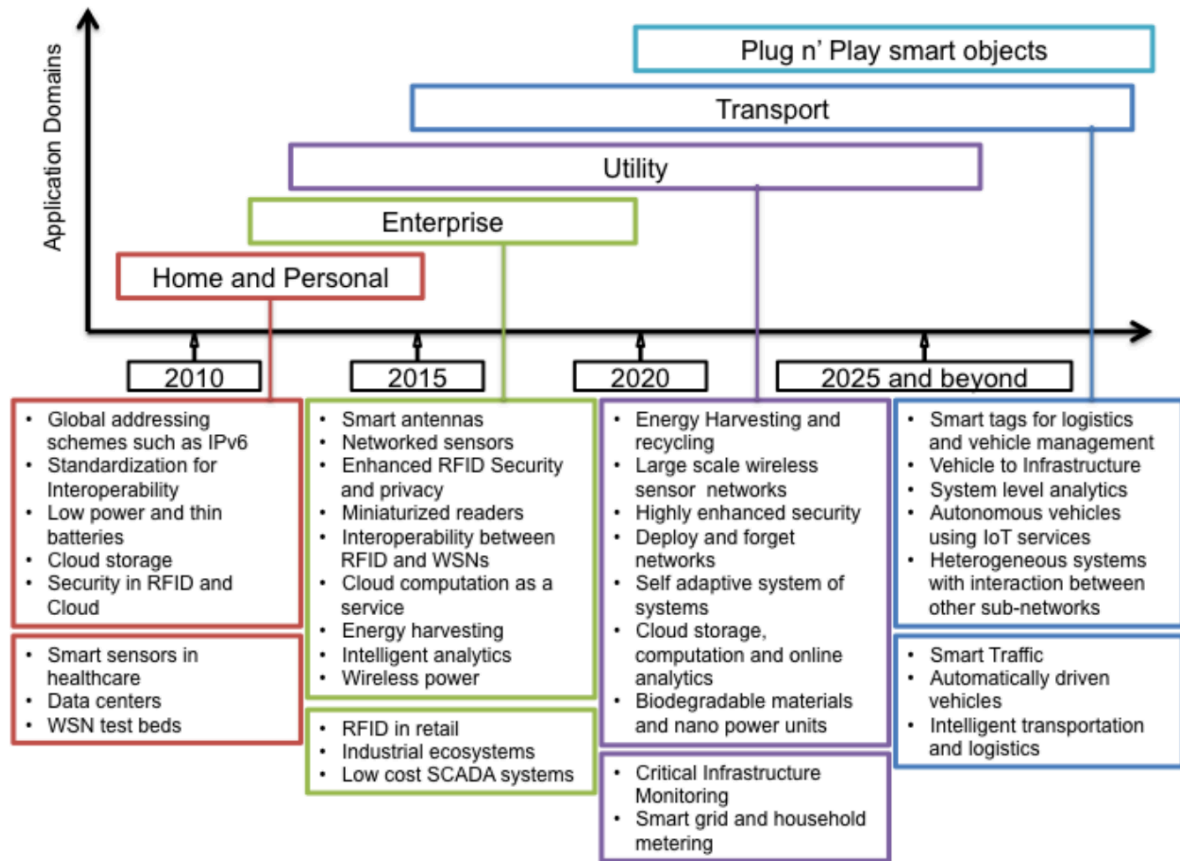 Application Domains
Plug n’ Play smart objects
Transport
Utility
Enterprise
Home and Personal
2010
2015
2020
2025 and beyond
• Global addressing
schemes such as IPv6
• Standardization for
Interoperability
• Low power and thin
batteries
• Cloud storage
• Security in RFID and
Cloud
• Smart sensors in
healthcare
• Data centers
• WSN test beds
• Smart antennas
• Networked sensors
• Enhanced RFID Security
and privacy
• Miniaturized readers
• Interoperability between
RFID and WSNs
• Cloud computation as a
service
• Energy harvesting
• Intelligent analytics
• Wireless power
• RFID in retail
• Industrial ecosystems
• Low cost SCADA systems
• Energy Harvesting and
recycling
• Large scale wireless
sensor networks
• Highly enhanced security
• Deploy and forget
networks
• Self adaptive system of
systems
• Cloud storage,
computation and online
analytics
• Biodegradable materials
and nano power units
• Critical Infrastructure
Monitoring
• Smart grid and household
metering
• Smart tags for logistics
and vehicle management
• Vehicle to Infrastructure
• System level analytics
• Autonomous vehicles
using IoT services
• Heterogeneous systems
with interaction between
other sub-networks
• Smart Traffic
• Automatically driven
vehicles
• Intelligent transportation
and logistics